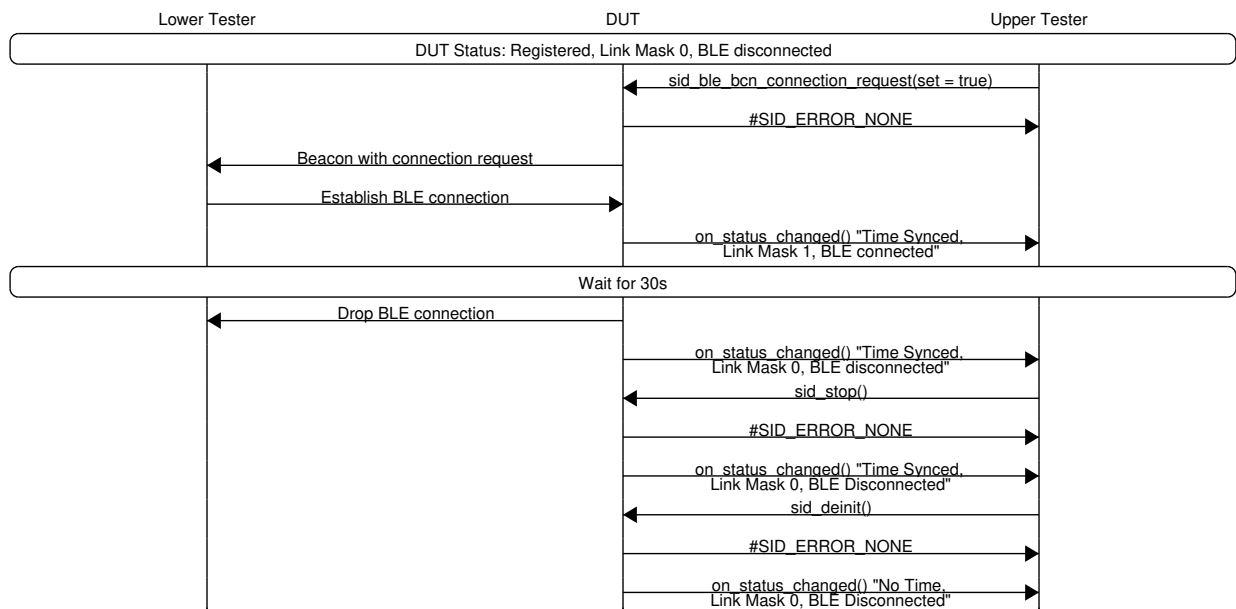 Lower Tester DUT Upper Tester
DUT Status: Registered, Link Mask 0, BLE disconnected
sid_ble_bcn_connection_request(set = true)
#SID_ERROR_NONE
Beacon with connection request
Establish BLE connection
on_status_changed() "Time Synced,
Link Mask 1, BLE connected"
Wait for 30s
Drop BLE connection
on_status_changed() "Time Synced,
Link Mask 0, BLE disconnected"
sid_stop()
#SID_ERROR_NONE
on_status_changed() "Time Synced,
Link Mask 0, BLE Disconnected"
sid_deinit()
#SID_ERROR_NONE
on_status_changed() "No Time,
Link Mask 0, BLE Disconnected"